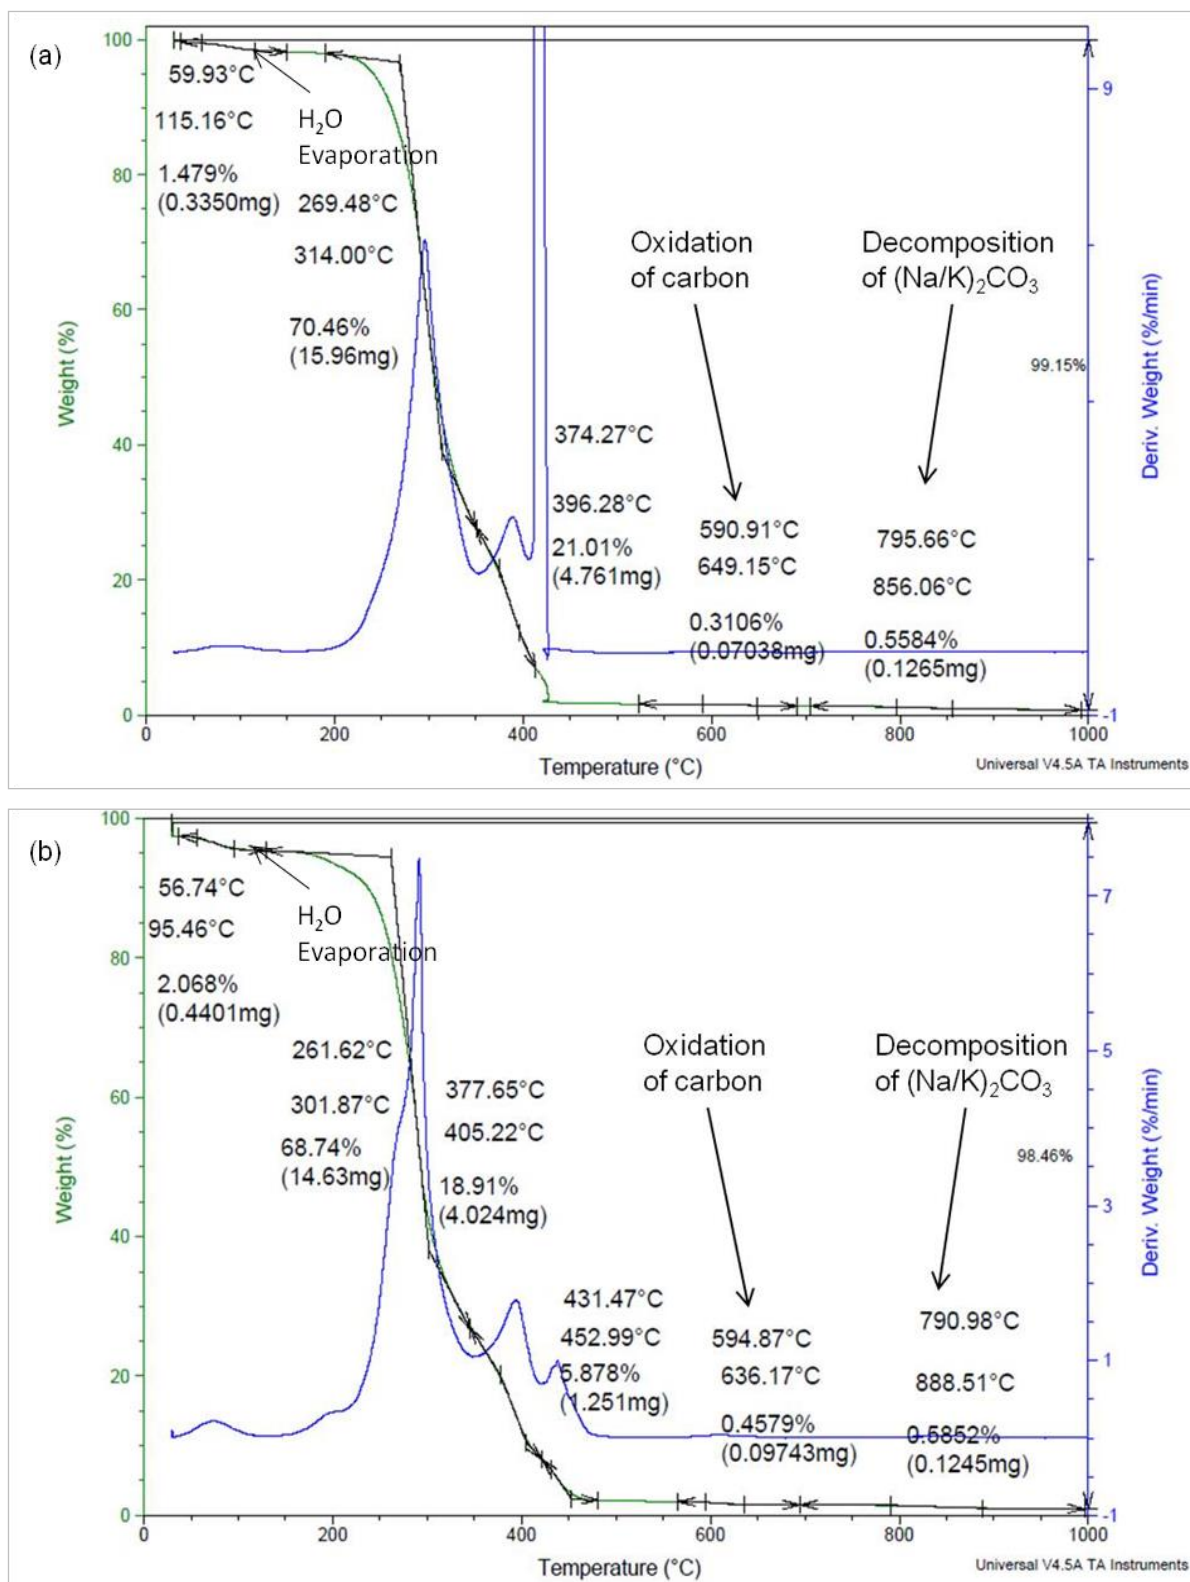 (a)
100
80
60
40
20
0
Weight (%)
59.93°C
115.16°C
1.479%
(0.3350mg)
H₂O
Evaporation
269.48°C
314.00°C
70.46%
(15.96mg)
374.27°C
396.28°C
21.01%
(4.761mg)
Oxidation
of carbon
590.91°C
649.15°C
0.3106%
(0.07038mg)
Decomposition
of (Na/K)₂CO₃
795.66°C
856.06°C
0.5584%
(0.1265mg)
99.15%
9
-1
Deriv. Weight (%/min)
0
200
400
600
800
1000
Temperature (°C)
Universal V4.5A TA Instruments
(b)
100
80
60
40
20
0
Weight (%)
56.74°C
95.46°C
2.068%
(0.4401mg)
H₂O
Evaporation
261.62°C
301.87°C
68.74%
(14.63mg)
377.65°C
405.22°C
18.91%
(4.024mg)
431.47°C
452.99°C
5.878%
(1.251mg)
Oxidation
of carbon
594.87°C
636.17°C
0.4579%
(0.09743mg)
Decomposition
of (Na/K)₂CO₃
790.98°C
888.51°C
0.5852%
(0.1245mg)
98.46%
7
5
3
1
-1
Deriv. Weight (%/min)
0
200
400
600
800
1000
Temperature (°C)
Universal V4.5A TA Instruments